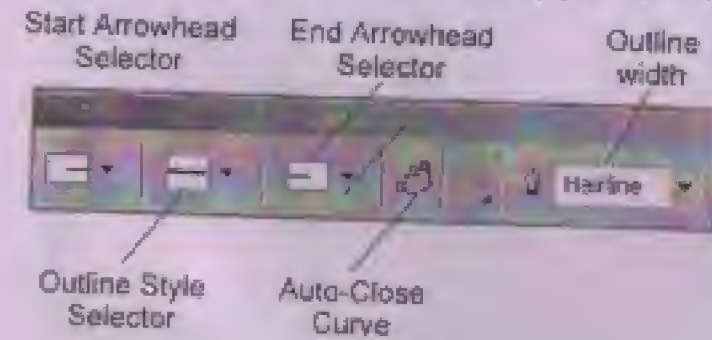 Start Arrowhead
Selector
End Arrowhead
Selector
Outline
width
Hairline
Outline Style
Selector
Auto-Close
Curve